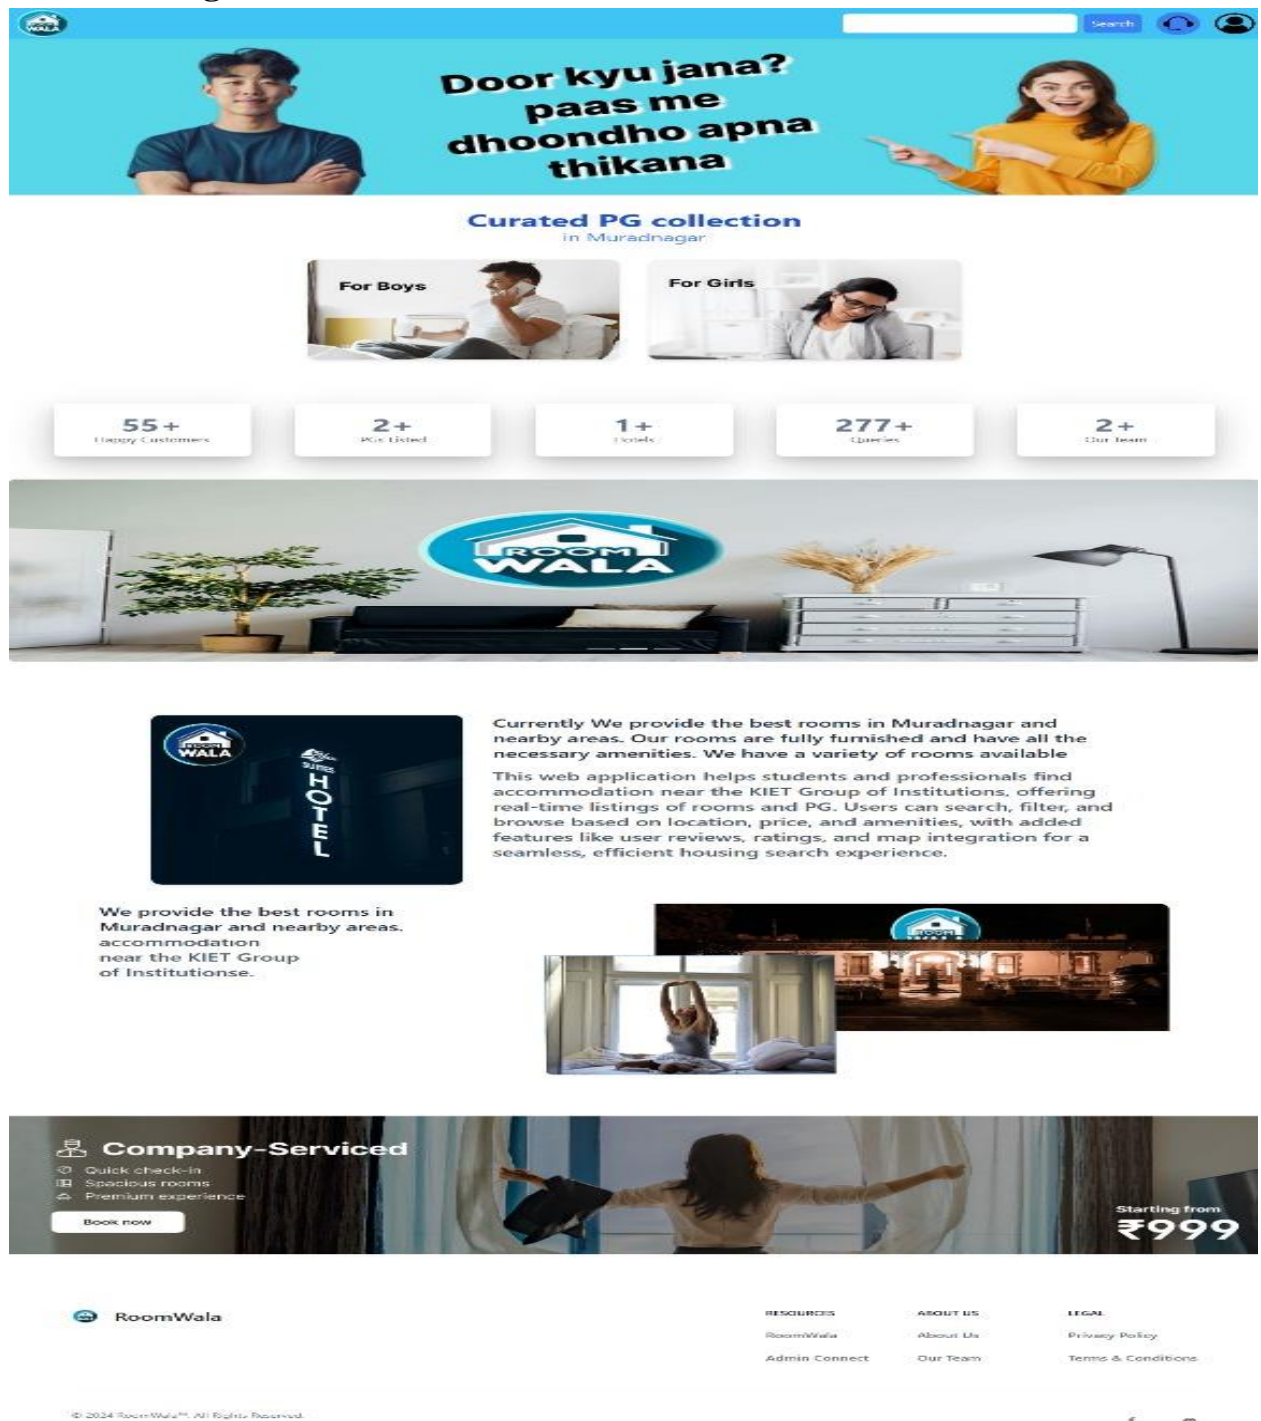 ROOM
WALA
Search
Door kyu jana?
paas me
dhoondho apna
thikana
Curated PG collection
in Muradnagar
For Boys
For Girls
55+
Happy Customers
2+
PGs Listed
1+
Hotels
277+
Queries
2+
Our Team
ROOM
WALA
ROOM
WALA
SUITES
HOTEL
Currently We provide the best rooms in Muradnagar and
nearby areas. Our rooms are fully furnished and have all the
necessary amenities. We have a variety of rooms available
This web application helps students and professionals find
accommodation near the KIET Group of Institutions, offering
real-time listings of rooms and PG. Users can search, filter, and
browse based on location, price, and amenities, with added
features like user reviews, ratings, and map integration for a
seamless, efficient housing search experience.
We provide the best rooms in
Muradnagar and nearby areas.
accommodation
near the KIET Group
of Institutionse.
ROOM
Company-Serviced
Quick check-in
Spacious rooms
Premium experience
Book now
Starting from
₹999
RoomWala
RESOURCES
RoomWala
Admin Connect
ABOUT US
About Us
Our Team
LEGAL
Privacy Policy
Terms & Conditions
© 2024 RoomWala™. All Rights Reserved.